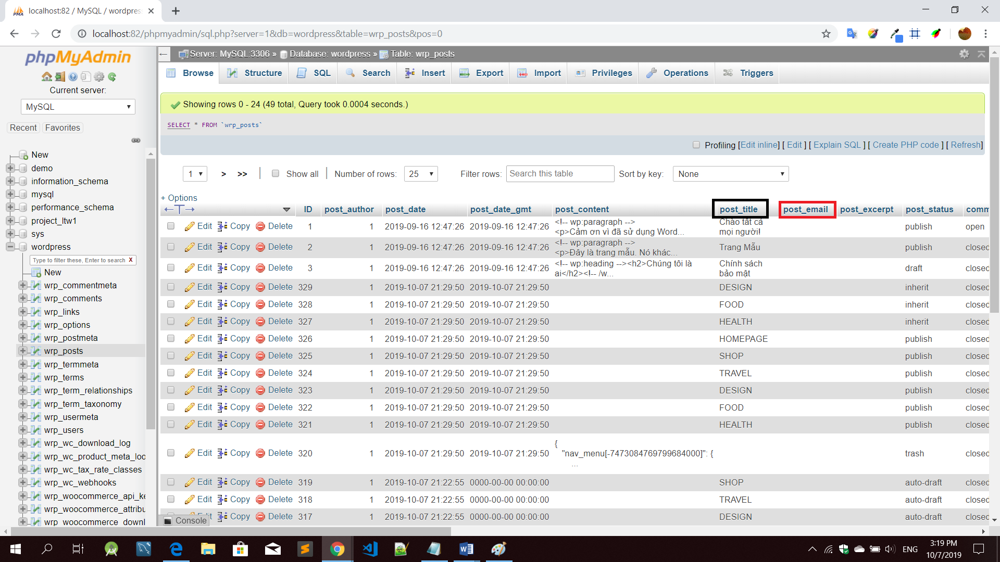 localhost:82 / MySQL / wordpres
localhost:82/phpmyadmin/sql.php?server=1&db=wordpress&table=wrp_posts&pos=0
phpMyAdmin
Current server:
MySQL
Recent Favorites
New
demo
information_schema
mysql
performance_schema
project_ltw1
sys
wordpress
Type to filter these, Enter to search X
New
wrp_commentmeta
wrp_comments
wrp_links
wrp_options
wrp_postmeta
wrp_posts
wrp_termmeta
wrp_terms
wrp_term_relationships
wrp_term_taxonomy
wrp_usermeta
wrp_users
wrp_wc_download_log
wrp_wc_product_meta_loo
wrp_wc_tax_rate_classes
wrp_wc_webhooks
wrp_woocommerce_api_ke
wrp_woocommerce_attribu
wrp_woocommerce_downl
Server: MySQL:3306 » Database: wordpress » Table: wrp_posts
Browse Structure SQL Search Insert Export Import Privileges Operations Triggers
Showing rows 0 - 24 (49 total, Query took 0.0004 seconds.)
SELECT * FROM `wrp_posts`
Profiling [Edit inline] [ Edit ] [ Explain SQL ] [ Create PHP code ] [ Refresh]
1 > >> | Show all | Number of rows: 25 Filter rows: Search this table Sort by key: None
+ Options
←T→ ID post_author post_date post_date_gmt post_content post_title post_email post_excerpt post_status comm
Edit Copy Delete 1 1 2019-09-16 12:47:26 2019-09-16 12:47:26 <!-- wp:paragraph --> Chào tất cả publish open
<p>Cảm ơn vì đã sử dụng Word... mọi người!
Edit Copy Delete 2 1 2019-09-16 12:47:26 2019-09-16 12:47:26 <!-- wp:paragraph --> Trang Mẫu publish closed
<p>Đây là trang mẫu. Nó khác...
Edit Copy Delete 3 1 2019-09-16 12:47:26 2019-09-16 12:47:26 <!-- wp:heading --><h2>Chúng tôi là Chính sách draft closed
ai</h2><!-- /w... bảo mật
Edit Copy Delete 329 1 2019-10-07 21:29:50 2019-10-07 21:29:50 DESIGN inherit closed
Edit Copy Delete 328 1 2019-10-07 21:29:50 2019-10-07 21:29:50 FOOD inherit closed
Edit Copy Delete 327 1 2019-10-07 21:29:50 2019-10-07 21:29:50 HEALTH inherit closed
Edit Copy Delete 326 1 2019-10-07 21:29:50 2019-10-07 21:29:50 HOMEPAGE publish closed
Edit Copy Delete 325 1 2019-10-07 21:29:50 2019-10-07 21:29:50 SHOP publish closed
Edit Copy Delete 324 1 2019-10-07 21:29:50 2019-10-07 21:29:50 TRAVEL publish closed
Edit Copy Delete 323 1 2019-10-07 21:29:50 2019-10-07 21:29:50 DESIGN publish closed
Edit Copy Delete 322 1 2019-10-07 21:29:50 2019-10-07 21:29:50 FOOD publish closed
Edit Copy Delete 321 1 2019-10-07 21:29:50 2019-10-07 21:29:50 HEALTH publish closed
{
Edit Copy Delete 320 1 2019-10-07 21:29:50 2019-10-07 21:29:50 "nav_menu[-7473084769799684000]": { trash closed
...
Edit Copy Delete 319 1 2019-10-07 21:22:55 0000-00-00 00:00:00 SHOP auto-draft closed
Edit Copy Delete 318 1 2019-10-07 21:22:55 0000-00-00 00:00:00 TRAVEL auto-draft closed
Edit Copy Delete 317 1 2019-10-07 21:22:55 0000-00-00 00:00:00 DESIGN auto-draft closed
Console
ENG
3:19 PM
10/7/2019